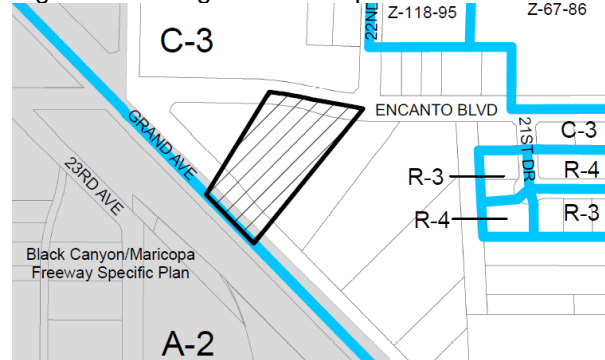 C-3
22ND
Z-118-95
Z-67-86
ENCANTO BLVD
GRAND AVE
21ST DR
C-3
R-3
R-4
R-4
R-3
23RD AVE
Black Canyon/Maricopa
Freeway Specific Plan
A-2